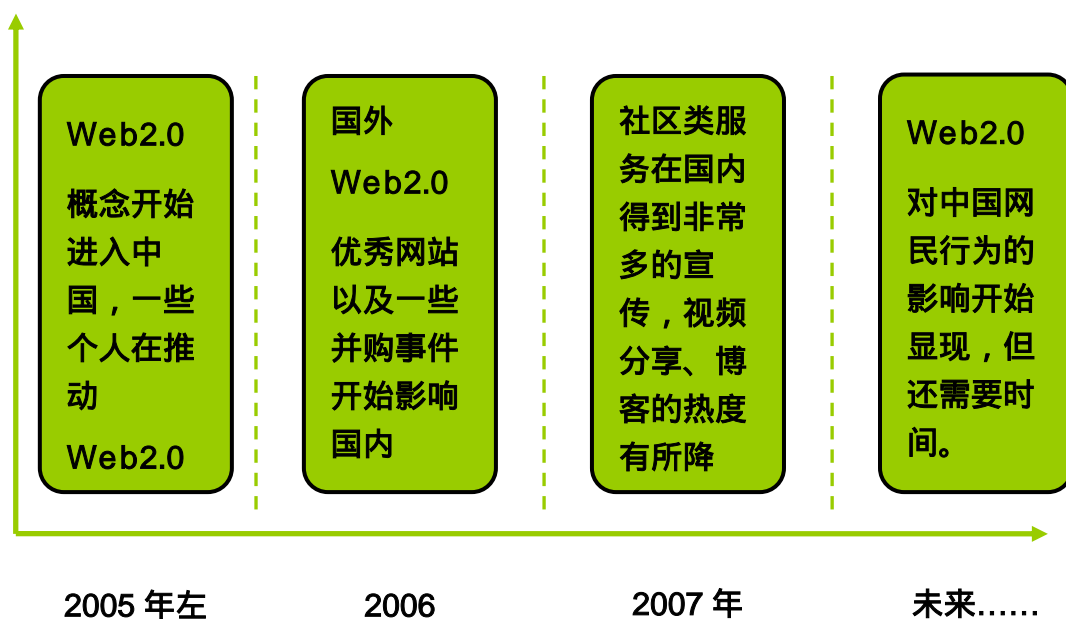 Web2.0
概念开始
进入中
国，一些
个人在推
动
Web2.0
国外
Web2.0
优秀网站
以及一些
并购事件
开始影响
国内
社区类服
务在国内
得到非常
多的宣
传，视频
分享、博
客的热度
有所降
Web2.0
对中国网
民行为的
影响开始
显现，但
还需要时
间。
2005 年左
2006
2007 年
未来……